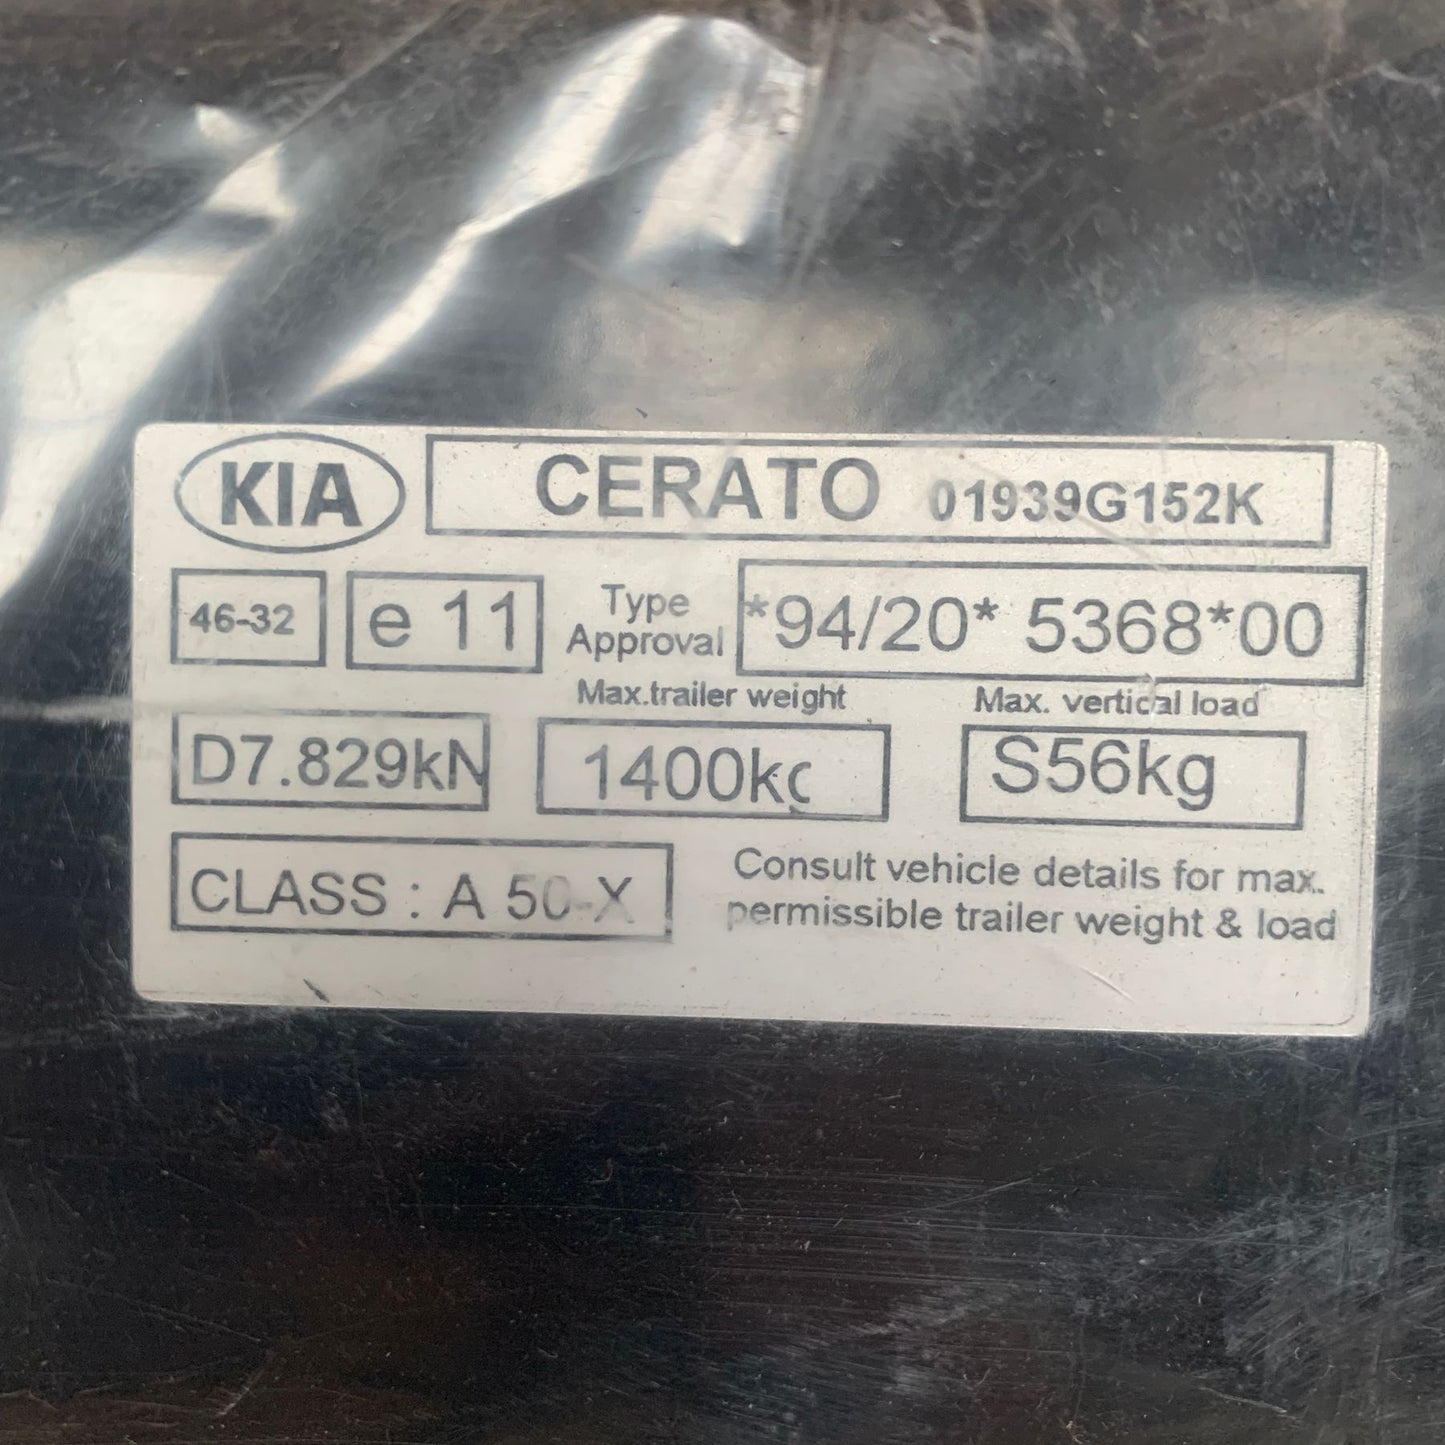 KIA CERATO 01939G152K
46-32 e 11 Type Approval *94/20* 5368*00
Max.trailer weight Max. vertical load
D7.829kN 1400kg S56kg
CLASS : A 50-X
Consult vehicle details for max.
permissible trailer weight & load